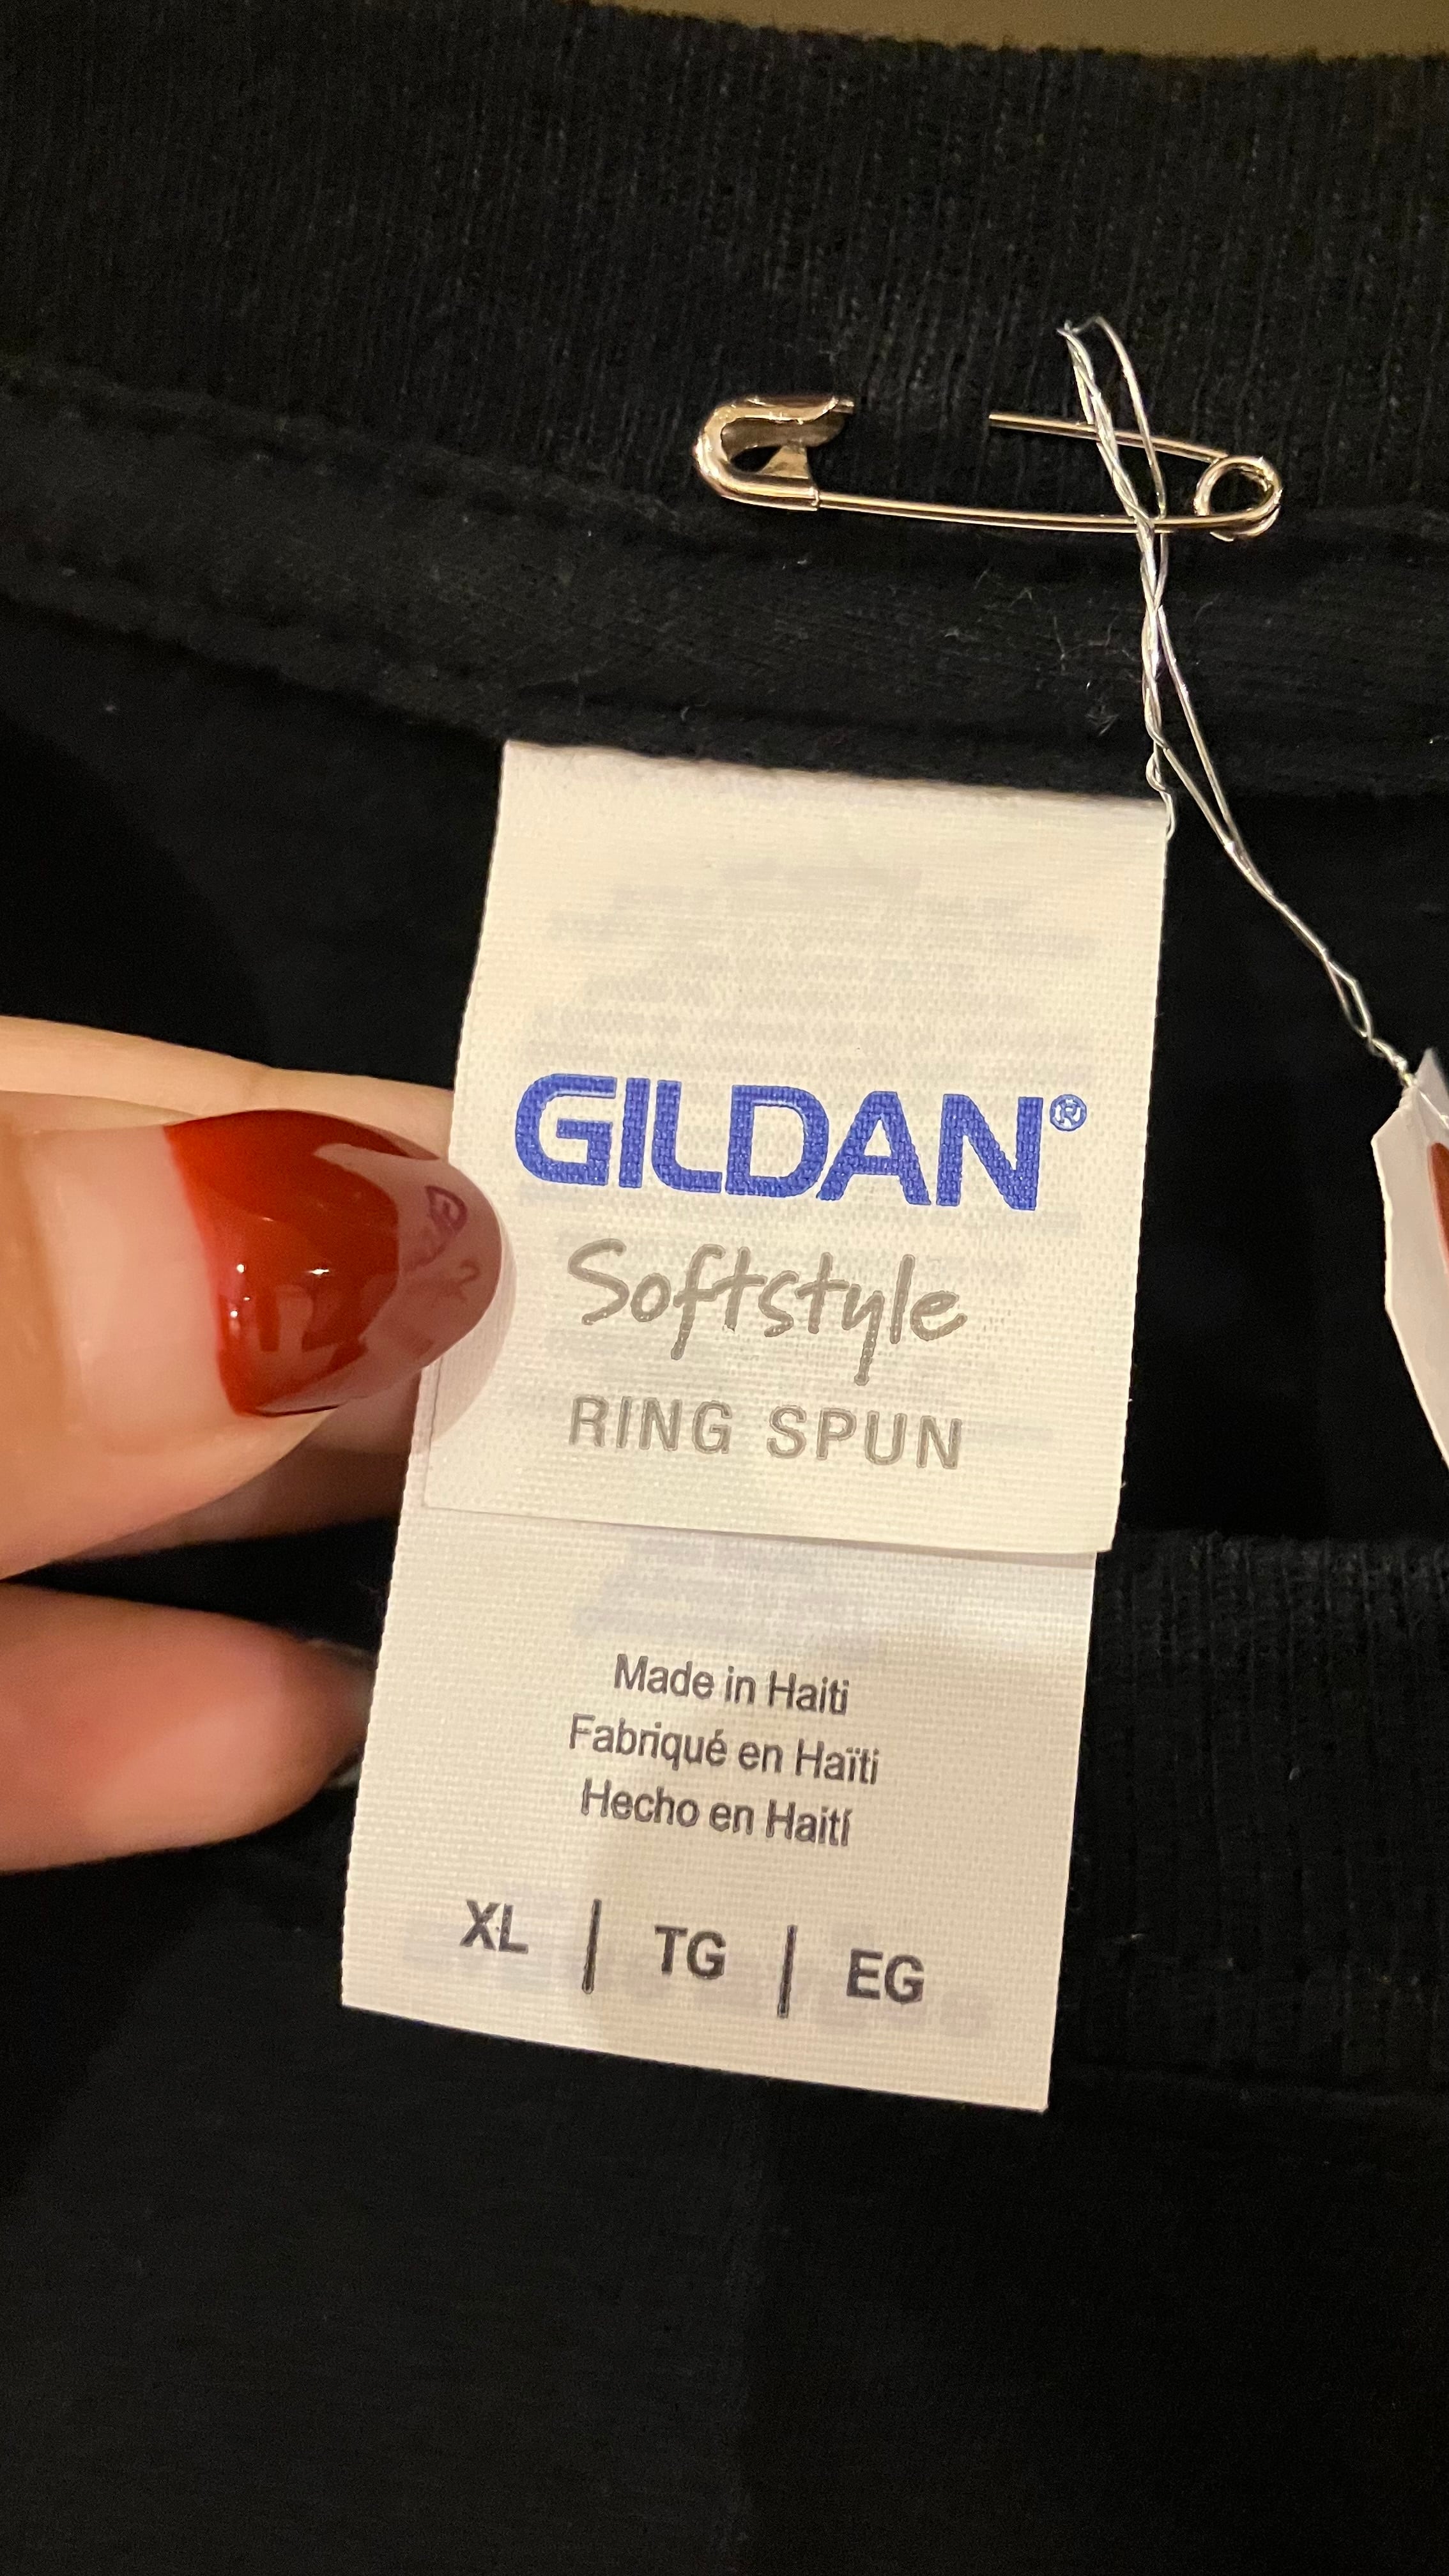 GILDAN®
Softstyle
RING SPUN
Made in Haiti
Fabriqué en Haïti
Hecho en Haití
XL | TG | EG